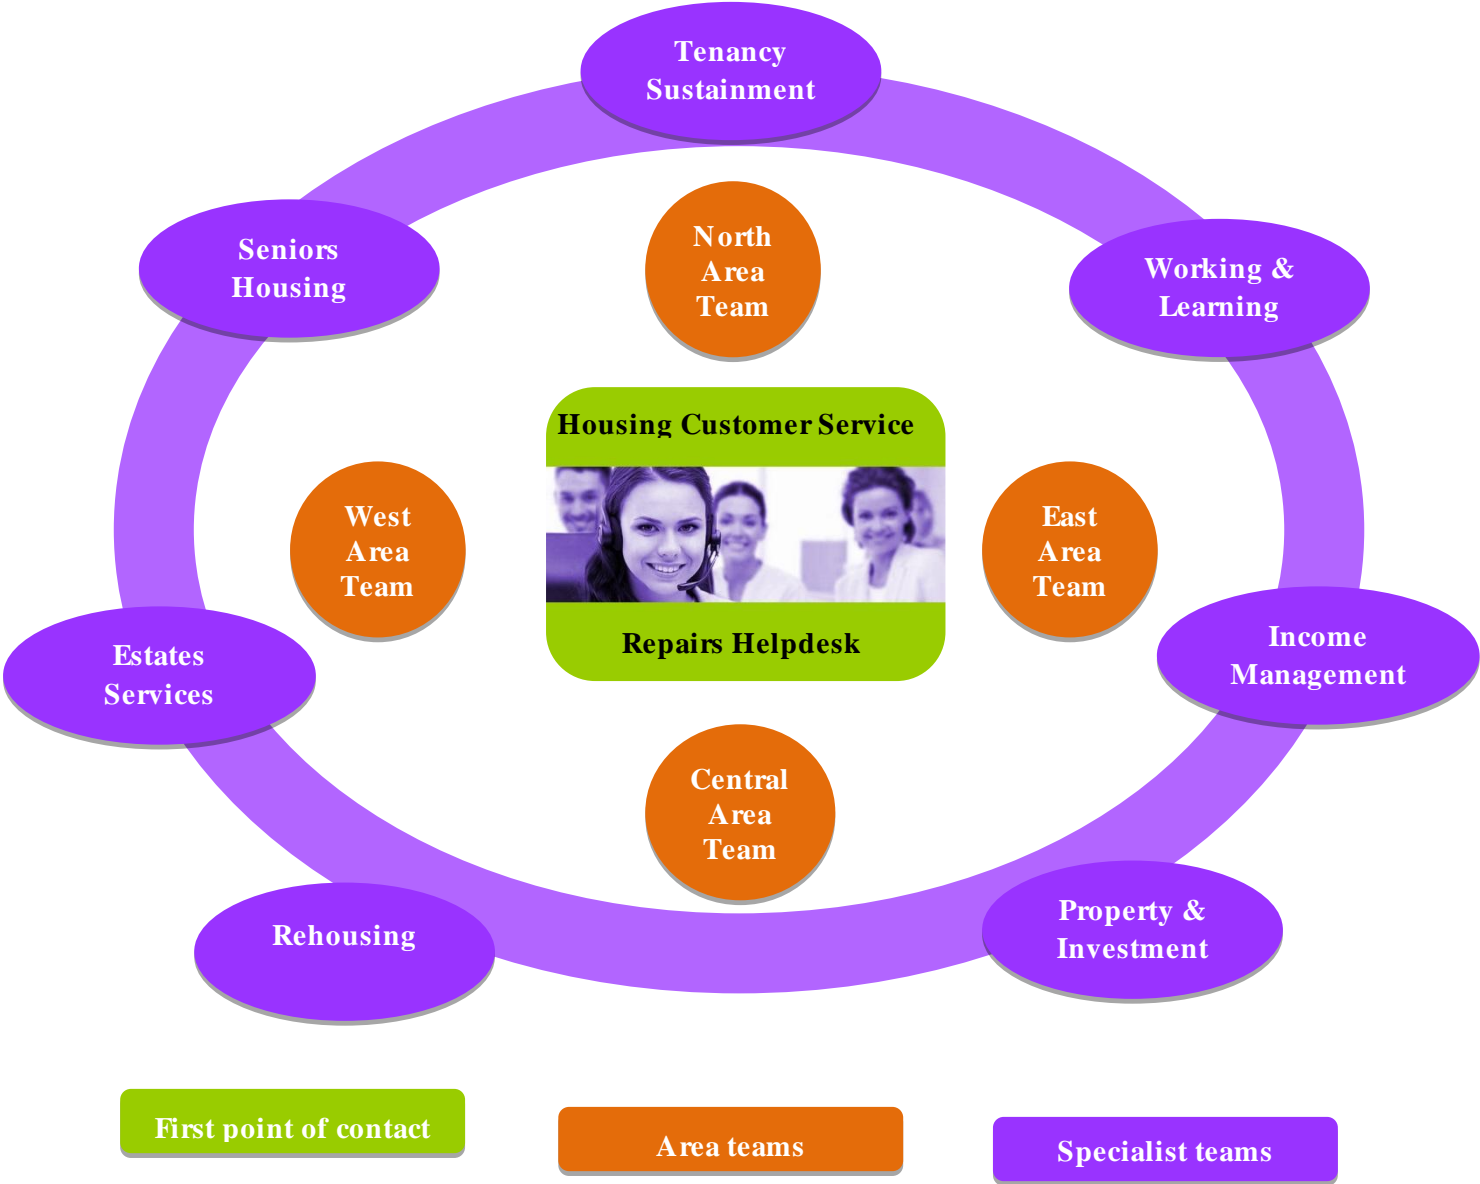 Tenancy
Sustainment
Seniors
Housing
North
Area
Team
Working &
Learning
Housing Customer Service
West
Area
Team
East
Area
Team
Repairs Helpdesk
Estates
Services
Income
Management
Central
Area
Team
Rehousing
Property &
Investment
First point of contact
Area teams
Specialist teams